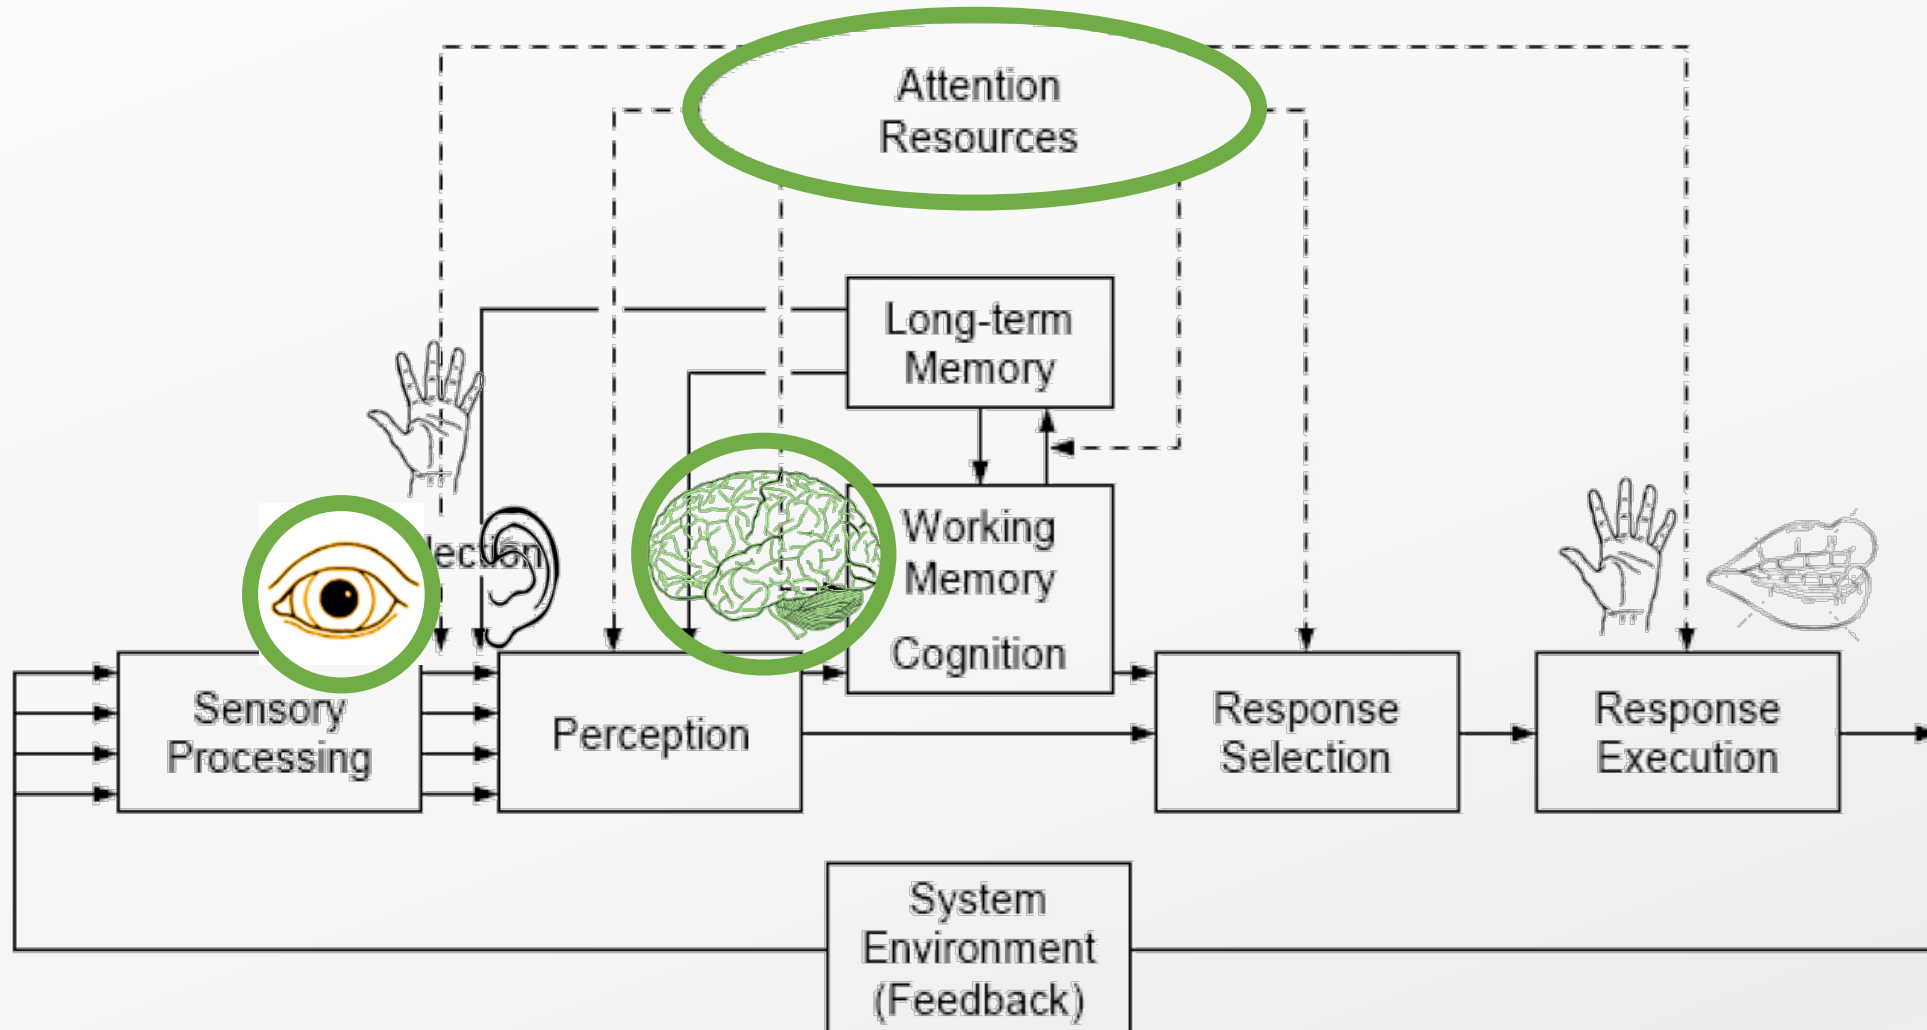 Attention
Resources
Long-term
Memory
Working
Memory
Cognition
Sensory
Processing
Perception
Response
Selection
Response
Execution
System
Environment
(Feedback)